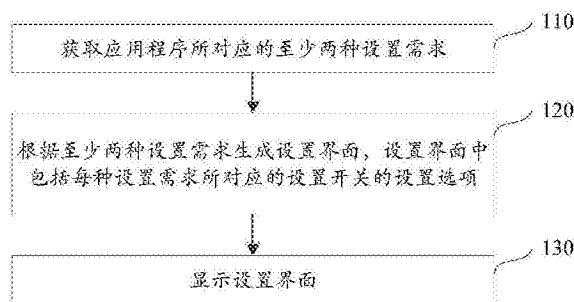 110
获取应用程序所对应的至少两种设置需求
120
根据至少两种设置需求生成设置界面，设置界面中
包括每种设置需求所对应的设置开关的设置选项
130
显示设置界面